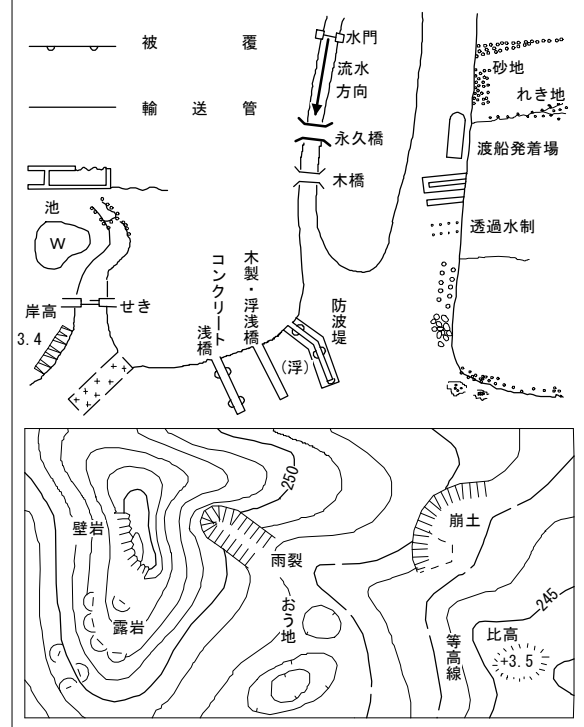 被覆
輸送管
水門
流水
方向
永久橋
木橋
砂地
れき地
渡船発着場
透過水制
池
W
岸高
3.4
せき
コンクリート
浅橋
木製・浮浅橋
(浮)
防波堤
壁岩
露岩
250
雨裂
おう地
崩土
等高線
245
比高
+3.5